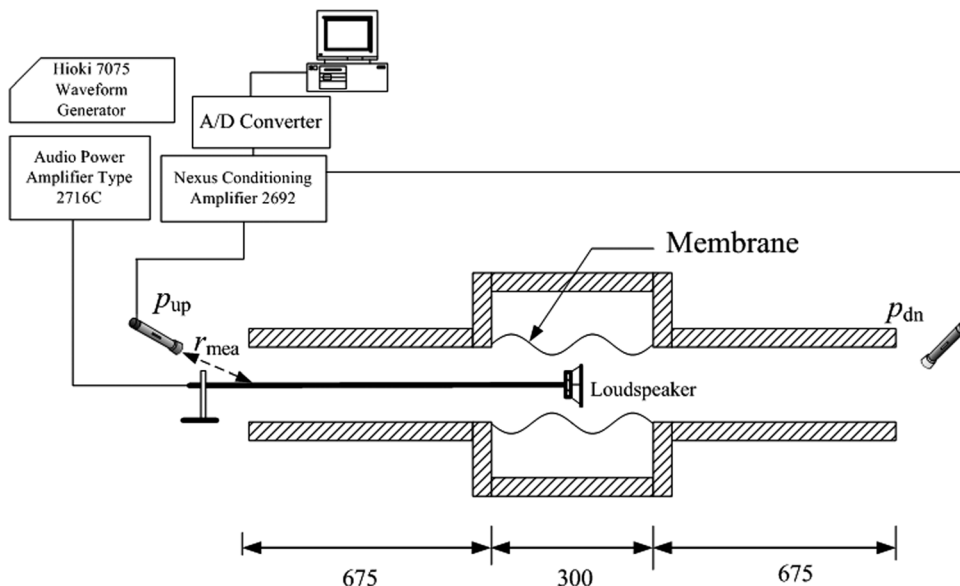 Hioki 7075
Waveform
Generator
A/D Converter
Audio Power
Amplifier Type
2716C
Nexus Conditioning
Amplifier 2692
Membrane
pup
rmea
pdn
Loudspeaker
675
300
675